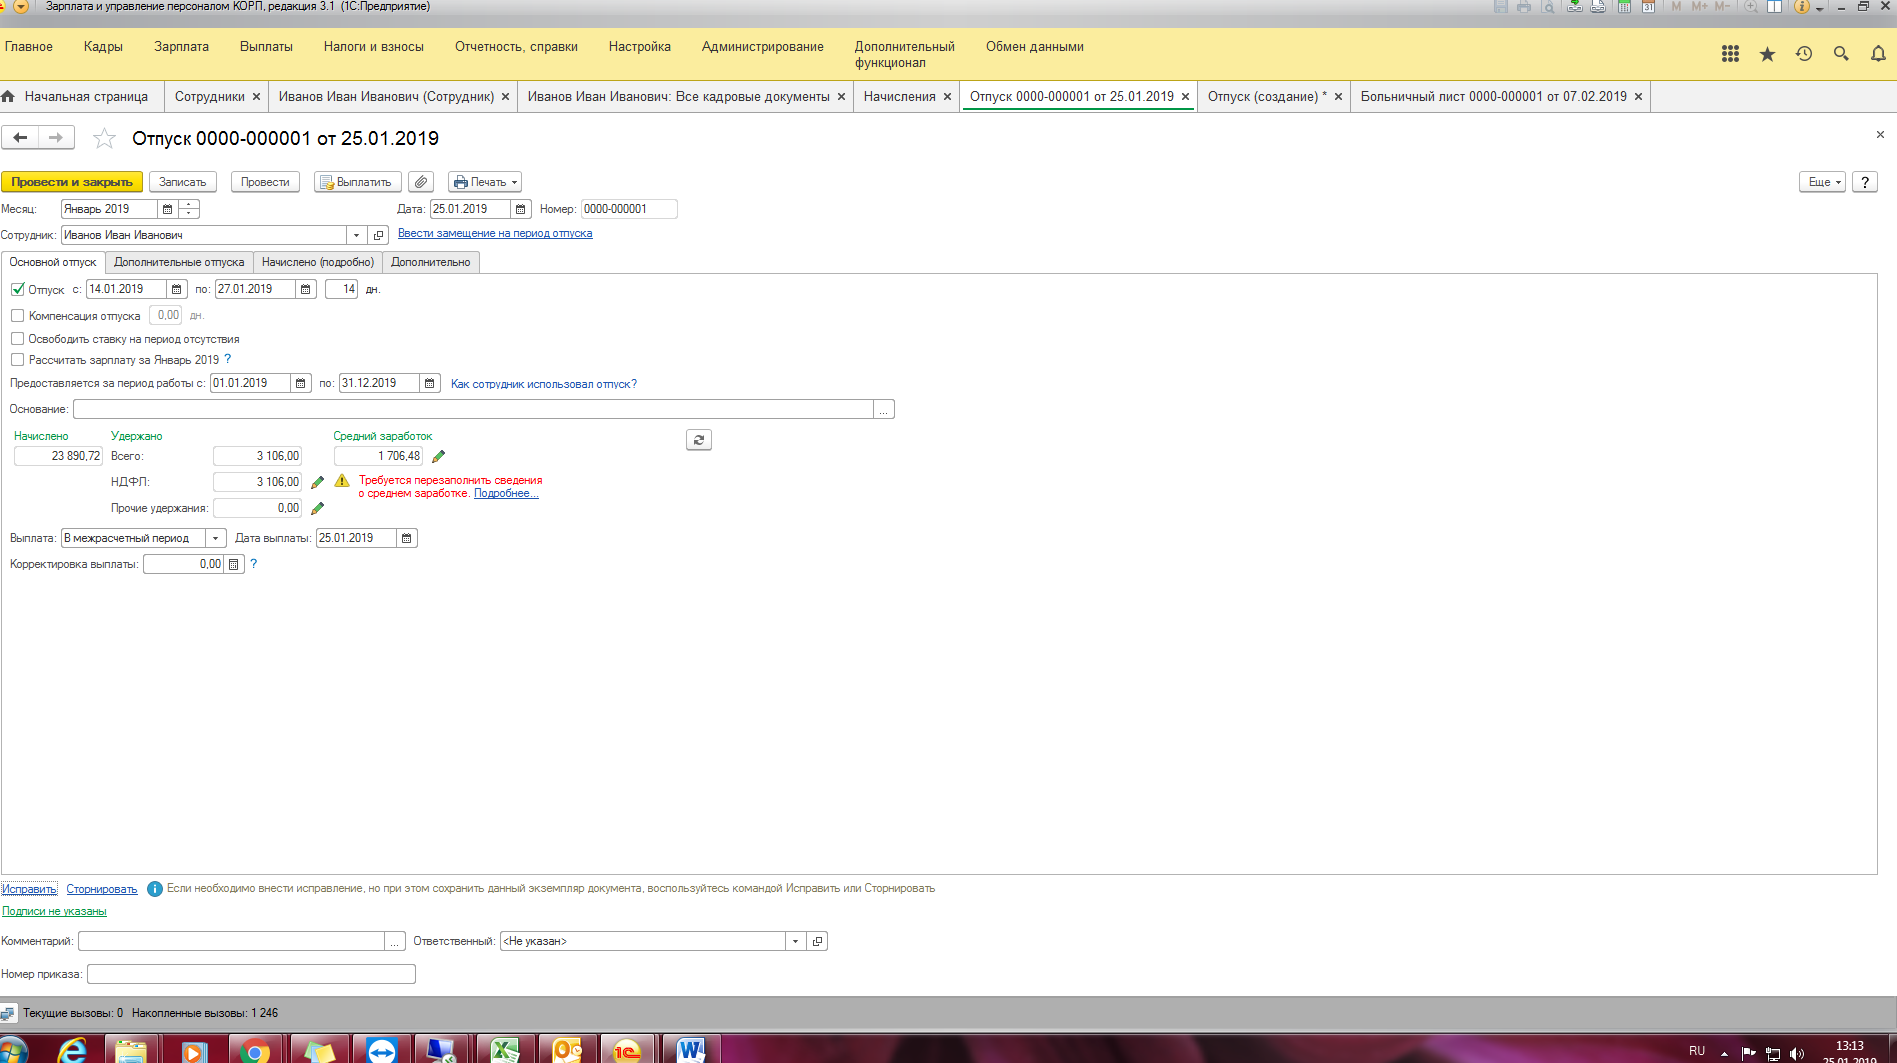 Зарплата и управление персоналом КОРП, редакция 3.1 (1С:Предприятие)
31 M M+ M-
Главное Кадры Зарплата Выплаты Налоги и взносы Отчетность, справки Настройка Администрирование Дополнительный функционал Обмен данными
Начальная страница Сотрудники Иванов Иван Иванович (Сотрудник) Иванов Иван Иванович: Все кадровые документы Начисления Отпуск 0000-000001 от 25.01.2019 Отпуск (создание) * Больничный лист 0000-000001 от 07.02.2019
Отпуск 0000-000001 от 25.01.2019
Провести и закрыть Записать Провести Выплатить Печать Еще ?
Месяц: Январь 2019 Дата: 25.01.2019 Номер: 0000-000001
Сотрудник: Иванов Иван Иванович Ввести замещение на период отпуска
Основной отпуск Дополнительные отпуска Начислено (подробно) Дополнительно
Отпуск с: 14.01.2019 по: 27.01.2019 14 дн.
Компенсация отпуска 0,00 дн.
Освободить ставку на период отсутствия
Рассчитать зарплату за Январь 2019 ?
Предоставляется за период работы с: 01.01.2019 по: 31.12.2019 Как сотрудник использовал отпуск?
Основание: ...
Начислено Удержано Средний заработок
23 890,72 Всего: 3 106,00 1 706,48
НДФЛ: 3 106,00 Требуется перезаполнить сведения
о среднем заработке. Подробнее...
Прочие удержания: 0,00
Выплата: В межрасчетный период Дата выплаты: 25.01.2019
Корректировка выплаты: 0,00 ?
Исправить Сторнировать Если необходимо внести исправление, но при этом сохранить данный экземпляр документа, воспользуйтесь командой Исправить или Сторнировать
Подписи не указаны
Комментарий: ... Ответственный: <Не указан>
Номер приказа:
Текущие вызовы: 0 Накопленные вызовы: 1 246
RU 13:13
25.01.2019